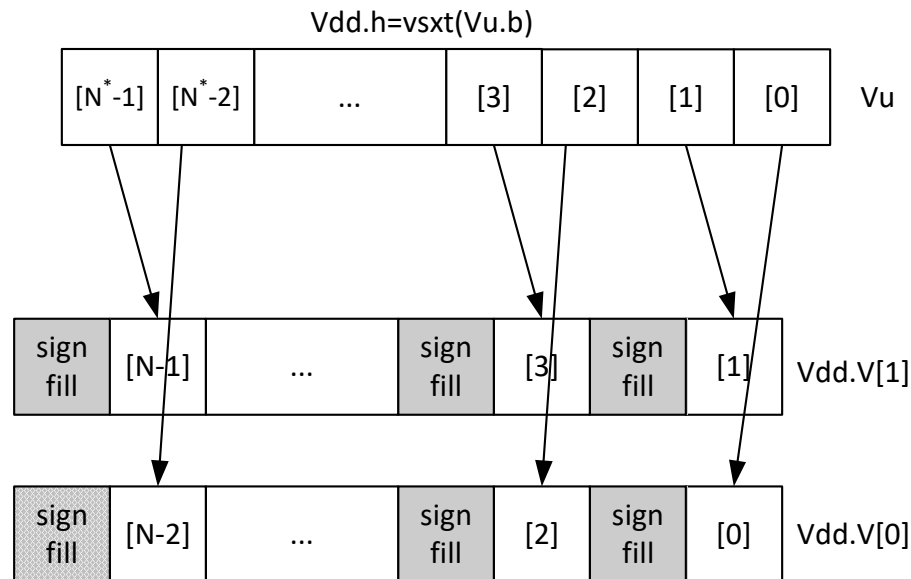 Vdd.h=vsxt(Vu.b)
[N*-1] [N*-2] ... [3] [2] [1] [0] Vu
sign fill [N-1] ... sign fill [3] sign fill [1] Vdd.V[1]
sign fill [N-2] ... sign fill [2] sign fill [0] Vdd.V[0]